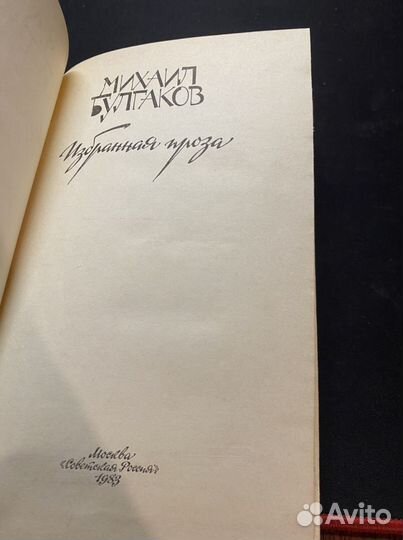 МИХАИЛ
БУЛГАКОВ
Избранная проза
Москва
«Советская Россия»
1983
Avito